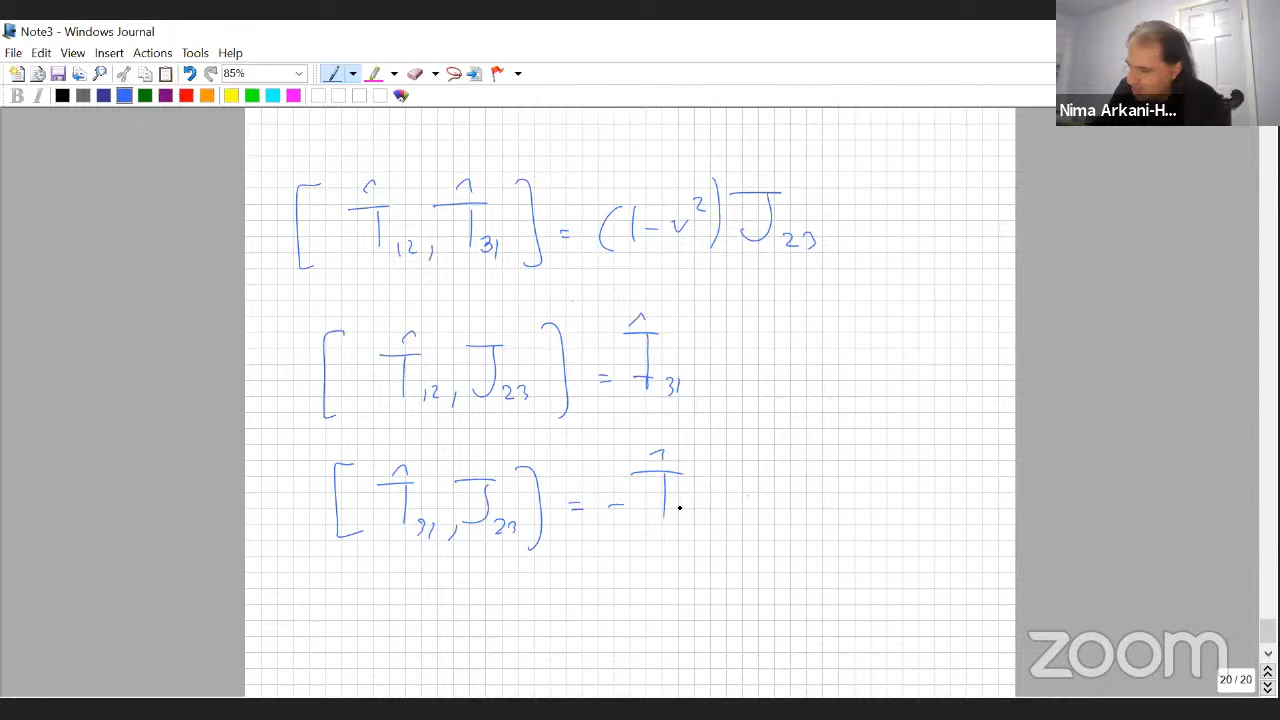 Note3 - Windows Journal
File Edit View Insert Actions Tools Help
85%
B I
Nima Arkani-H...
[ T̂₁₂, T̂₃₁ ] = (1 - v²) J₂₃
[ T̂₁₂, J₂₃ ] = T̂₃₁
[ T̂₃₁, J₂₃ ] = - T̂
zoom
20 / 20